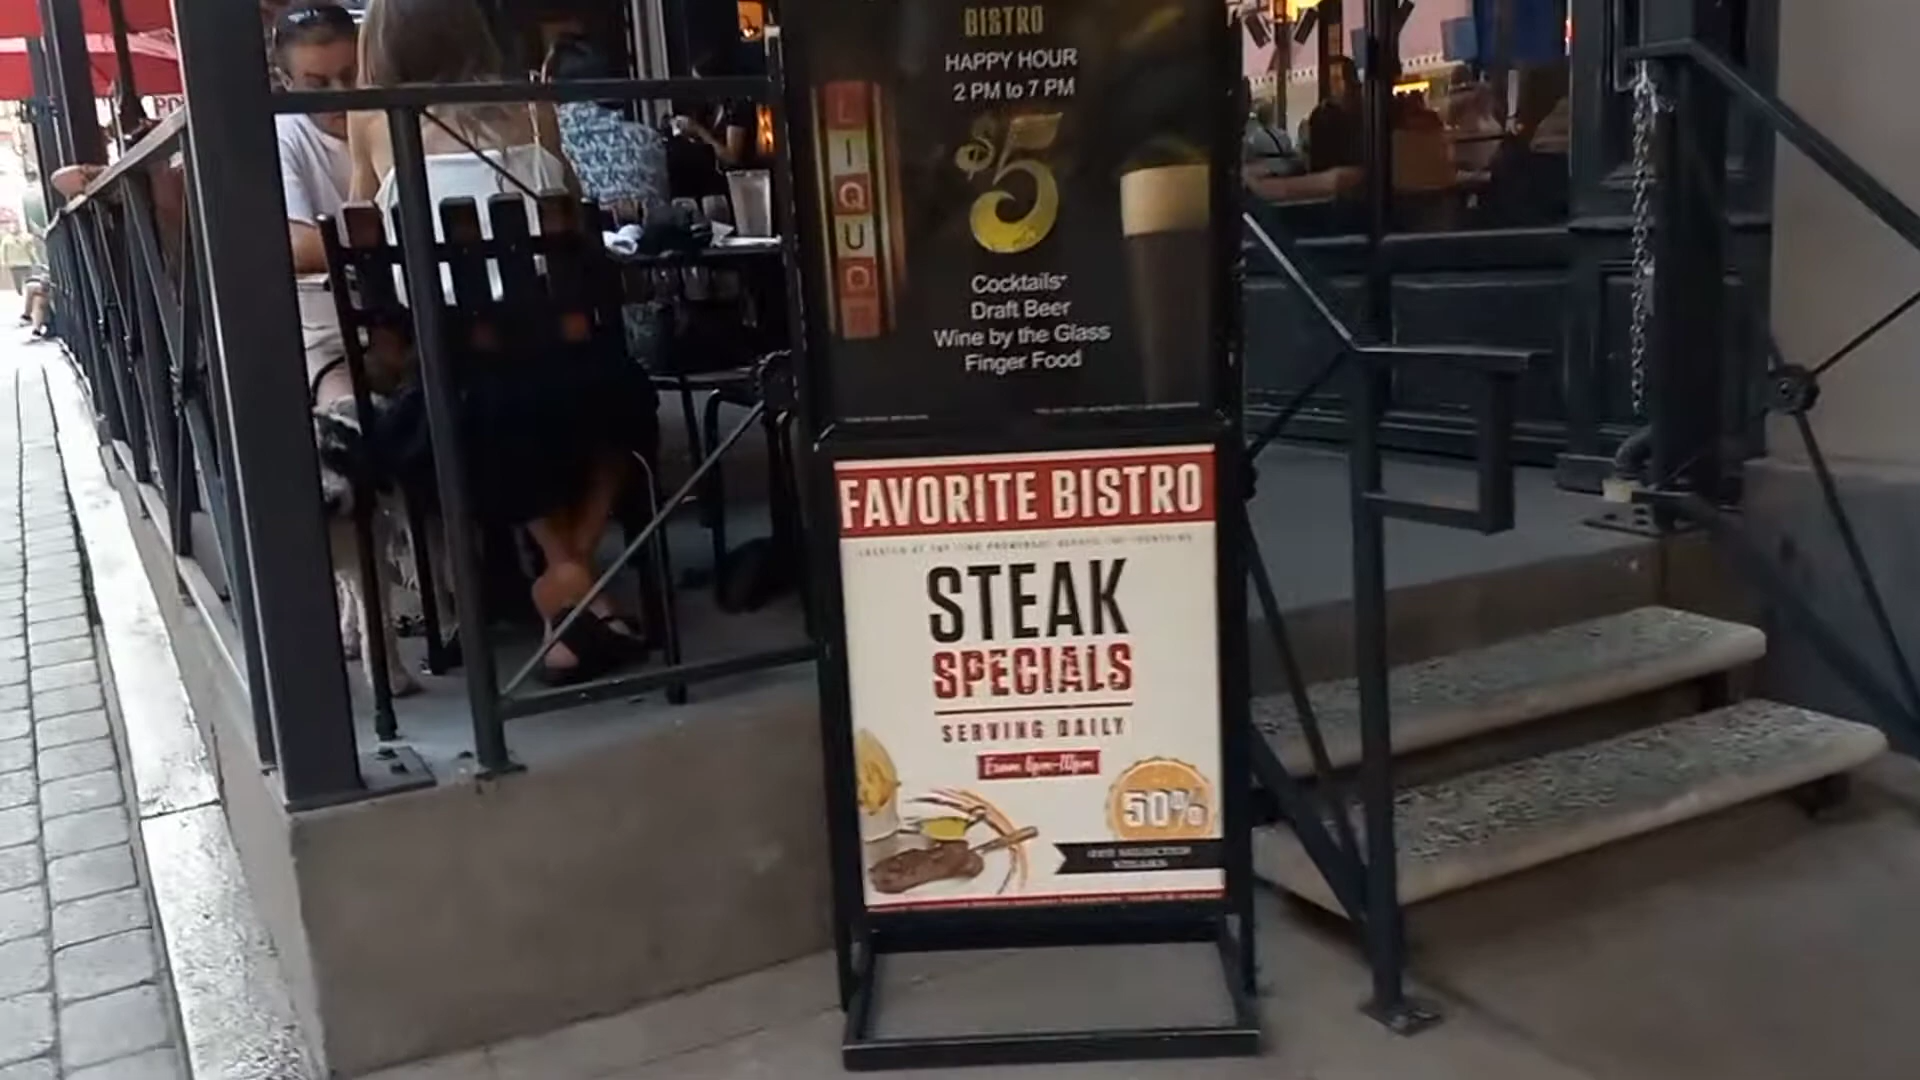 BISTRO
HAPPY HOUR
2 PM to 7 PM
LIQUOR
$5
Cocktails*
Draft Beer
Wine by the Glass
Finger Food
FAVORITE BISTRO
STEAK
SPECIALS
SERVING DAILY
50%